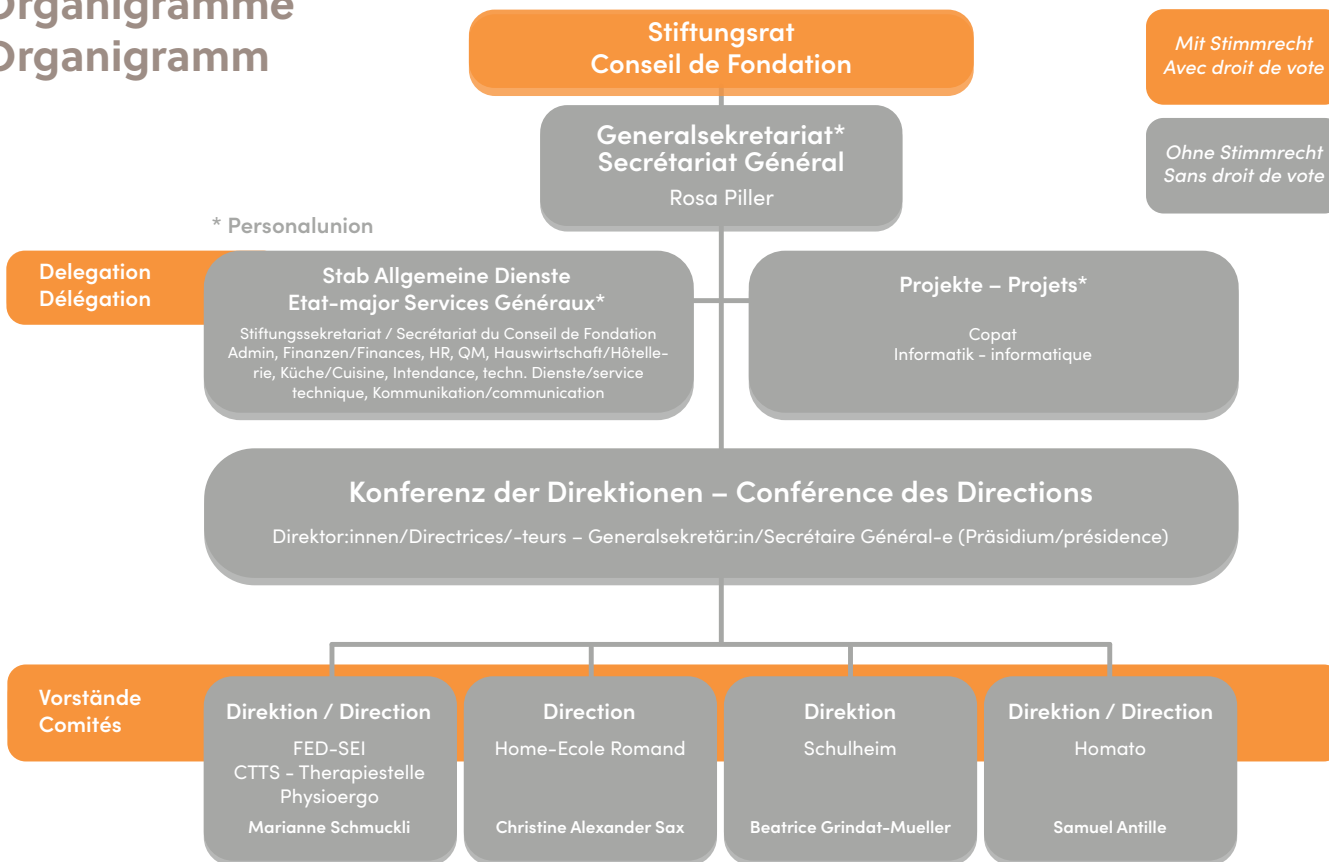 Organigramme
Organigramm
Stiftungsrat
Conseil de Fondation
Mit Stimmrecht
Avec droit de vote
Generalsekretariat*
Secrétariat Général
Rosa Piller
Ohne Stimmrecht
Sans droit de vote
* Personalunion
Delegation
Délégation
Stab Allgemeine Dienste
Etat-major Services Généraux*
Stiftungssekretariat / Secrétariat du Conseil de Fondation
Admin, Finanzen/Finances, HR, QM, Hauswirtschaft/Hôtelle-
rie, Küche/Cuisine, Intendance, techn. Dienste/service
technique, Kommunikation/communication
Projekte – Projets*
Copat
Informatik - informatique
Konferenz der Direktionen – Conférence des Directions
Direktor:innen/Directrices/-teurs – Generalsekretär:in/Secrétaire Général-e (Präsidium/présidence)
Vorstände
Comités
Direktion / Direction
FED-SEI
CTTS - Therapiestelle
Physioergo
Marianne Schmuckli
Direction
Home-Ecole Romand
Christine Alexander Sax
Direktion
Schulheim
Beatrice Grindat-Mueller
Direktion / Direction
Homato
Samuel Antille